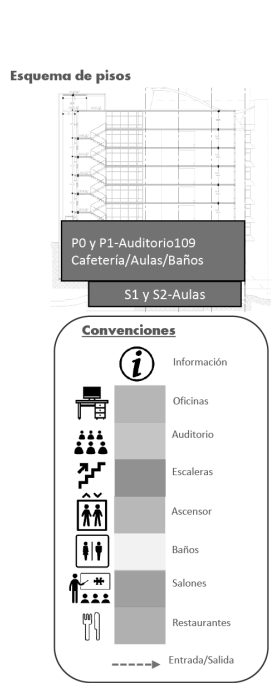 Esquema de pisos
P0 y P1-Auditorio109
Cafetería/Aulas/Baños
S1 y S2-Aulas
Convenciones
Información
Oficinas
Auditorio
Escaleras
Ascensor
Baños
Salones
Restaurantes
Entrada/Salida